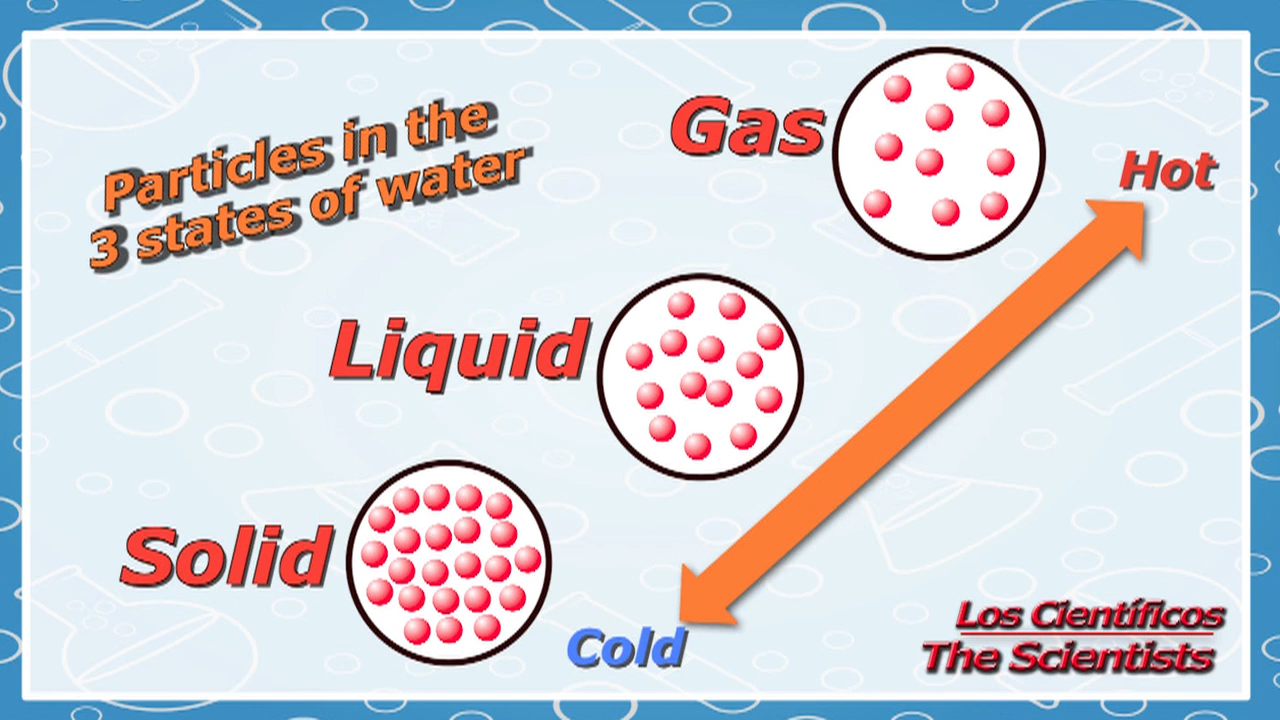 Particles in the
3 states of water
Gas
Hot
Liquid
Solid
Cold
Los Científicos
The Scientists